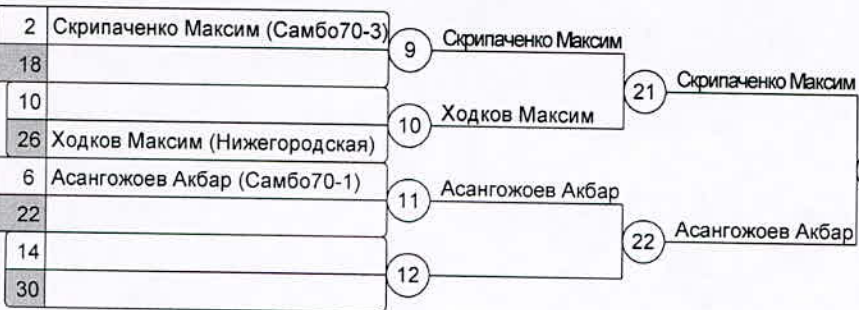 2 Скрипаченко Максим (Самбо70-3)
18
10
26 Ходков Максим (Нижегородская)
6 Асангожоев Акбар (Самбо70-1)
22
14
30
9 Скрипаченко Максим
10 Ходков Максим
11 Асангожоев Акбар
12
21 Скрипаченко Максим
22 Асангожоев Акбар